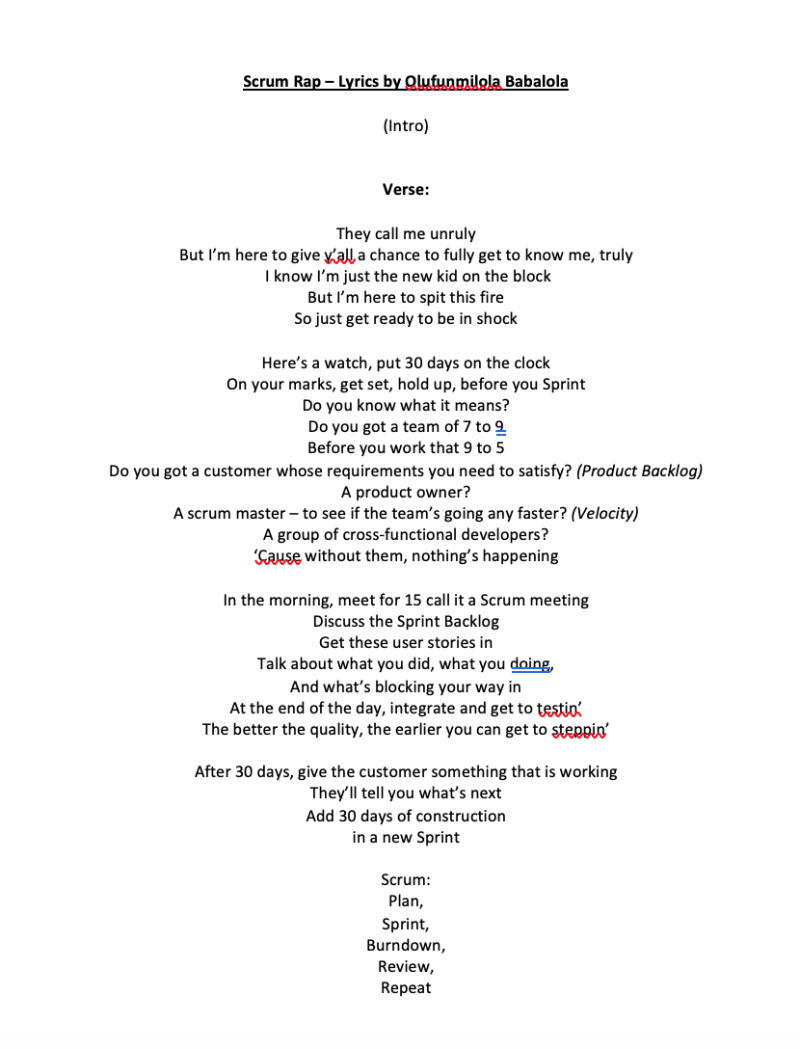 Scrum Rap – Lyrics by Olufunmilola Babalola
(Intro)
Verse:
They call me unruly
But I’m here to give y’all a chance to fully get to know me, truly
I know I’m just the new kid on the block
But I’m here to spit this fire
So just get ready to be in shock
Here’s a watch, put 30 days on the clock
On your marks, get set, hold up, before you Sprint
Do you know what it means?
Do you got a team of 7 to 9
Before you work that 9 to 5
Do you got a customer whose requirements you need to satisfy? (Product Backlog)
A product owner?
A scrum master – to see if the team’s going any faster? (Velocity)
A group of cross-functional developers?
‘Cause without them, nothing’s happening
In the morning, meet for 15 call it a Scrum meeting
Discuss the Sprint Backlog
Get these user stories in
Talk about what you did, what you doing,
And what’s blocking your way in
At the end of the day, integrate and get to testin’
The better the quality, the earlier you can get to steppin’
After 30 days, give the customer something that is working
They’ll tell you what’s next
Add 30 days of construction
in a new Sprint
Scrum:
Plan,
Sprint,
Burndown,
Review,
Repeat